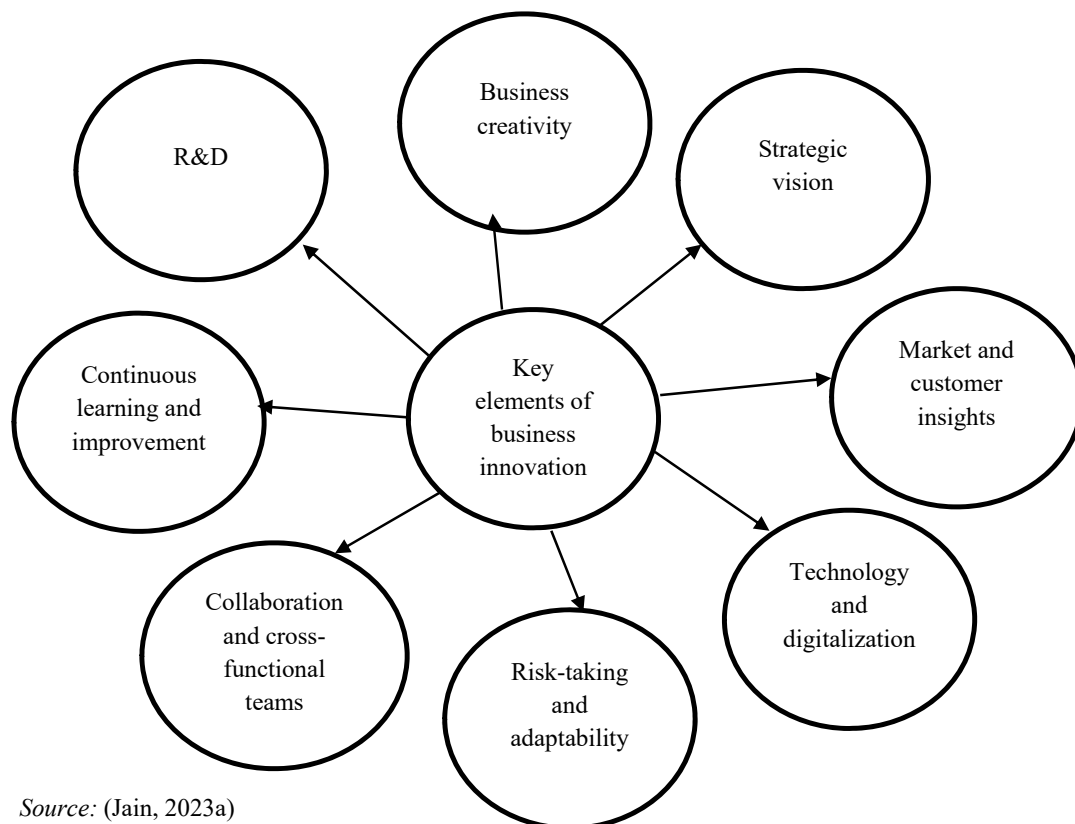 Business
creativity
R&D
Strategic
vision
Market and
customer
insights
Key
elements of
business
innovation
Continuous
learning and
improvement
Technology
and
digitalization
Collaboration
and cross-
functional
teams
Risk-taking
and
adaptability
Source: (Jain, 2023a)